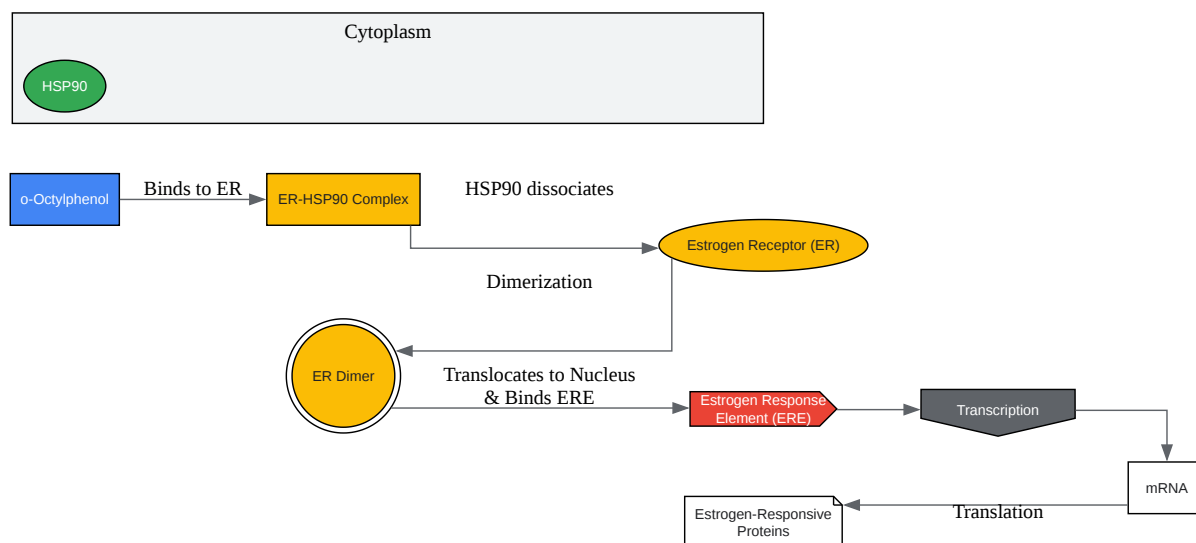 Cytoplasm
HSP90
o-Octylphenol
Binds to ER
ER-HSP90 Complex
HSP90 dissociates
Estrogen Receptor (ER)
Dimerization
ER Dimer
Translocates to Nucleus
& Binds ERE
Estrogen Response
Element (ERE)
Transcription
mRNA
Translation
Estrogen-Responsive
Proteins